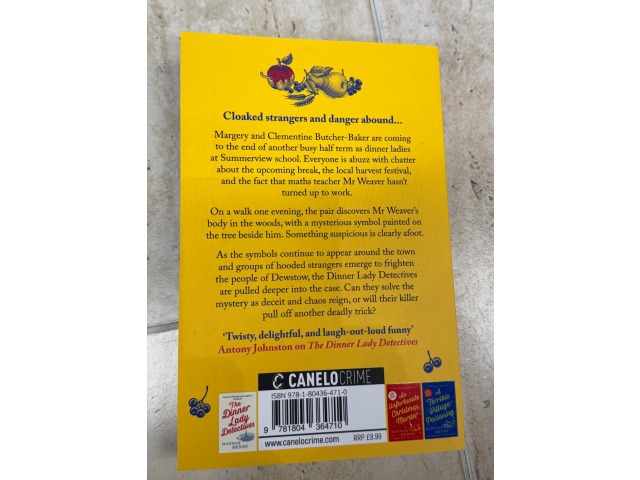 Cloaked strangers and danger abound...
Margery and Clementine Butcher-Baker are coming
to the end of another busy half term as dinner ladies
at Summerview school. Everyone is abuzz with chatter
about the upcoming break, the local harvest festival,
and the fact that maths teacher Mr Weaver hasn't
turned up to work.
On a walk one evening, the pair discovers Mr Weaver's
body in the woods, with a mysterious symbol painted on
the tree beside him. Something suspicious is clearly afoot.
As the symbols continue to appear around the town
and groups of hooded strangers emerge to frighten
the people of Dewstow, the Dinner Lady Detectives
are pulled deeper into the case. Can they solve the
mystery as deceit and chaos reign, or will their killer
pull off another deadly trick?
'Twisty, delightful, and laugh-out-loud funny'
Antony Johnston on The Dinner Lady Detectives
CANELOCRIME
ISBN 978-1-80436-471-0
9 781804 364710
www.canelocrime.com
RRP £8.99
The
Dinner
Lady
Detectives
An
Unfortunate
Christmas
Murder
A
Terrible
Village
Poisoning